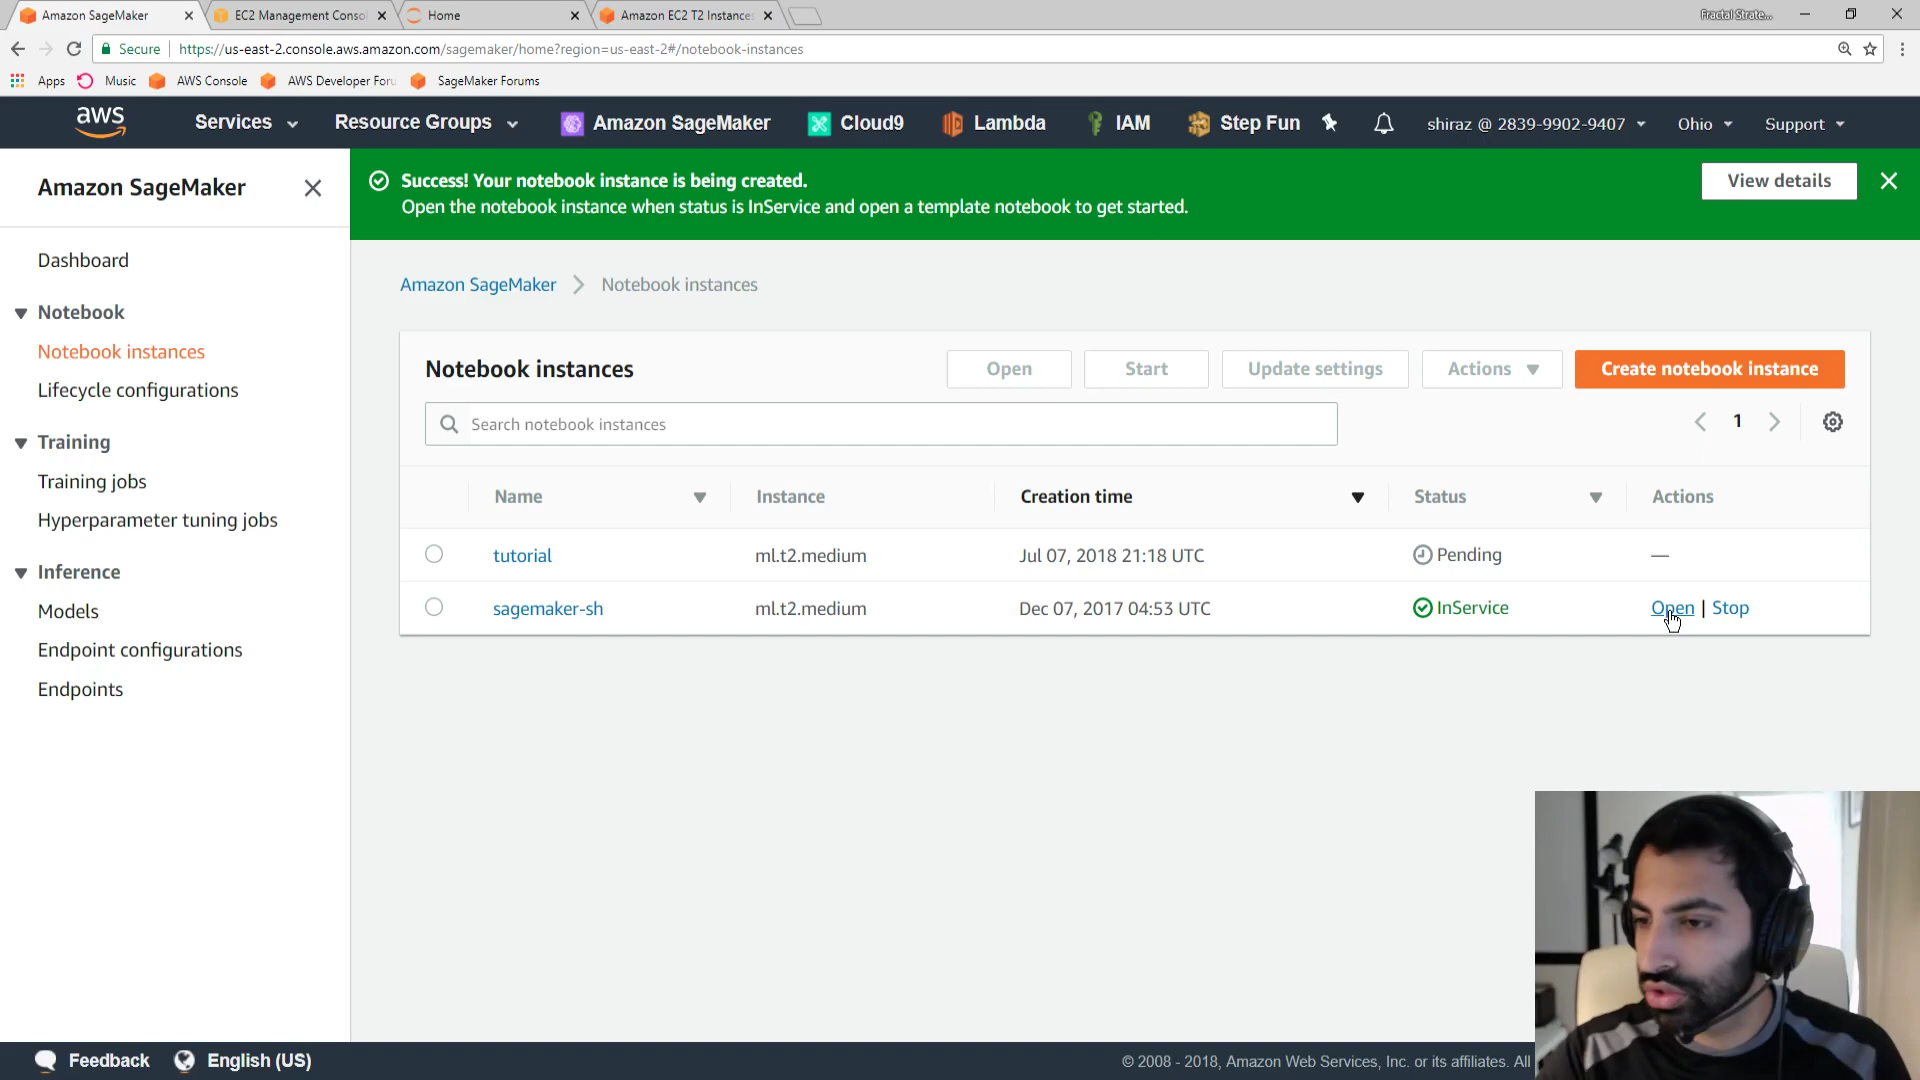 Amazon SageMaker
EC2 Management Conso
Home
Amazon EC2 T2 Instance
Fractal Strate...
Secure
https://us-east-2.console.aws.amazon.com/sagemaker/home?region=us-east-2#/notebook-instances
Apps
Music
AWS Console
AWS Developer Foru
SageMaker Forums
aws
Services
Resource Groups
Amazon SageMaker
Cloud9
Lambda
IAM
Step Fun
shiraz @ 2839-9902-9407
Ohio
Support
Amazon SageMaker
Dashboard
Notebook
Notebook instances
Lifecycle configurations
Training
Training jobs
Hyperparameter tuning jobs
Inference
Models
Endpoint configurations
Endpoints
Success! Your notebook instance is being created.
Open the notebook instance when status is InService and open a template notebook to get started.
View details
Amazon SageMaker
Notebook instances
Notebook instances
Open
Start
Update settings
Actions
Create notebook instance
Search notebook instances
1
Name
Instance
Creation time
Status
Actions
tutorial
ml.t2.medium
Jul 07, 2018 21:18 UTC
Pending
—
sagemaker-sh
ml.t2.medium
Dec 07, 2017 04:53 UTC
InService
Open | Stop
Feedback
English (US)
© 2008 - 2018, Amazon Web Services, Inc. or its affiliates. All